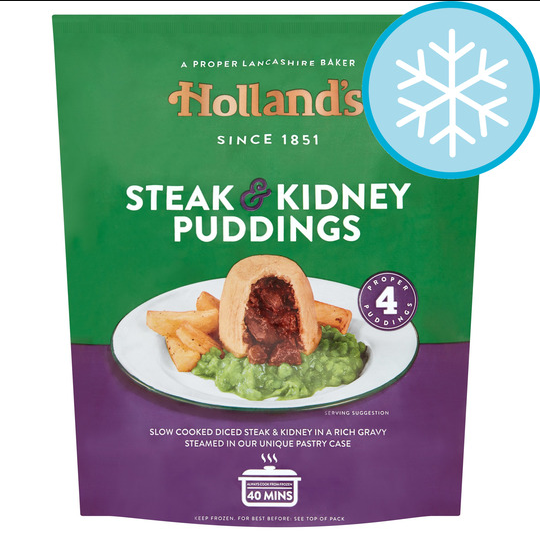 A PROPER LANCASHIRE BAKER
Holland's
SINCE 1851
STEAK & KIDNEY
PUDDINGS
PROPER
4
PUDDINGS
SERVING SUGGESTION
SLOW COOKED DICED STEAK & KIDNEY IN A RICH GRAVY
STEAMED IN OUR UNIQUE PASTRY CASE
ALWAYS COOK FROM FROZEN
40 MINS
KEEP FROZEN. FOR BEST BEFORE: SEE TOP OF PACK